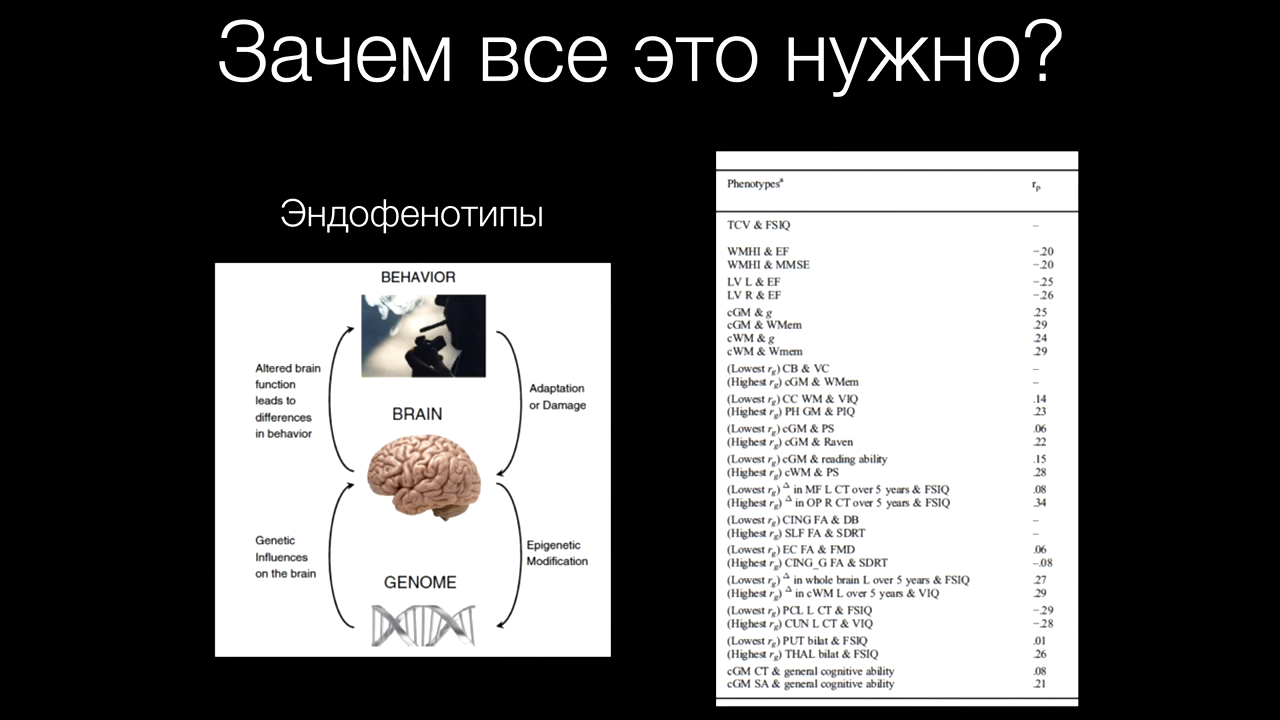 Зачем все это нужно?
Эндофенотипы
BEHAVIOR
Altered brain
function
leads to
differences
in behavior
Adaptation
or Damage
BRAIN
Genetic
Influences
on the brain
Epigenetic
Modification
GENOME
Phenotypesª rp
TCV & FSIQ –
WMHI & EF –.20
WMHI & MMSE –.20
LV L & EF –.25
LV R & EF –.26
cGM & g .25
cGM & WMem .29
cWM & g .24
cWM & Wmem .29
(Lowest rg) CB & VC –
(Highest rg) cGM & WMem –
(Lowest rg) CC WM & VIQ .14
(Highest rg) PH GM & PIQ .23
(Lowest rg) cGM & PS .06
(Highest rg) cGM & Raven .22
(Lowest rg) cGM & reading ability .15
(Highest rg) cWM & PS .28
(Lowest rg) Δ in MF L CT over 5 years & FSIQ .08
(Highest rg) Δ in OP R CT over 5 years & FSIQ .34
(Lowest rg) CING FA & DB –
(Highest rg) SLF FA & SDRT –
(Lowest rg) EC FA & FMD .06
(Highest rg) CING_G FA & SDRT –.08
(Lowest rg) Δ in whole brain L over 5 years & FSIQ .27
(Highest rg) Δ in cWM L over 5 years & VIQ .29
(Lowest rg) PCL L CT & FSIQ –.29
(Highest rg) CUN L CT & VIQ –.28
(Lowest rg) PUT bilat & FSIQ .01
(Highest rg) THAL bilat & FSIQ .26
cGM CT & general cognitive ability .08
cGM SA & general cognitive ability .21